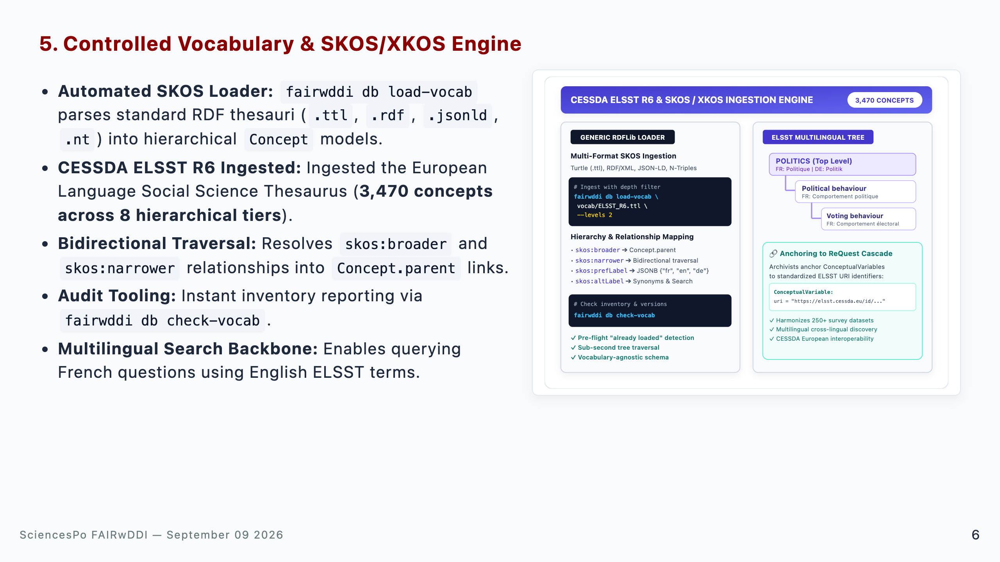 5. Controlled Vocabulary & SKOS/XKOS Engine
• Automated SKOS Loader: fairwddi db load-vocab
parses standard RDF thesauri ( .ttl , .rdf , .jsonld ,
.nt ) into hierarchical Concept models.
• CESSDA ELSST R6 Ingested: Ingested the European
Language Social Science Thesaurus (3,470 concepts
across 8 hierarchical tiers).
• Bidirectional Traversal: Resolves skos:broader and
skos:narrower relationships into Concept.parent links.
• Audit Tooling: Instant inventory reporting via
fairwddi db check-vocab .
• Multilingual Search Backbone: Enables querying
French questions using English ELSST terms.
CESSDA ELSST R6 & SKOS / XKOS INGESTION ENGINE
3,470 CONCEPTS
GENERIC RDFLib LOADER
Multi-Format SKOS Ingestion
Turtle (.ttl), RDF/XML, JSON-LD, N-Triples
# Ingest with depth filter
fairwddi db load-vocab \
vocab/ELSST_R6.ttl \
--levels 2
Hierarchy & Relationship Mapping
• skos:broader ➔ Concept.parent
• skos:narrower ➔ Bidirectional traversal
• skos:prefLabel ➔ JSONB {"fr", "en", "de"}
• skos:altLabel ➔ Synonyms & Search
# Check inventory & versions
fairwddi db check-vocab
✓ Pre-flight "already loaded" detection
✓ Sub-second tree traversal
✓ Vocabulary-agnostic schema
ELSST MULTILINGUAL TREE
POLITICS (Top Level)
FR: Politique | DE: Politik
Political behaviour
FR: Comportement politique
Voting behaviour
FR: Comportement électoral
🔗 Anchoring to ReQuest Cascade
Archivists anchor ConceptualVariables
to standardized ELSST URI identifiers:
ConceptualVariable:
uri = "https://elsst.cessda.eu/id/..."
✓ Harmonizes 250+ survey datasets
✓ Multilingual cross-lingual discovery
✓ CESSDA European interoperability
SciencesPo FAIRwDDI — September 09 2026
6